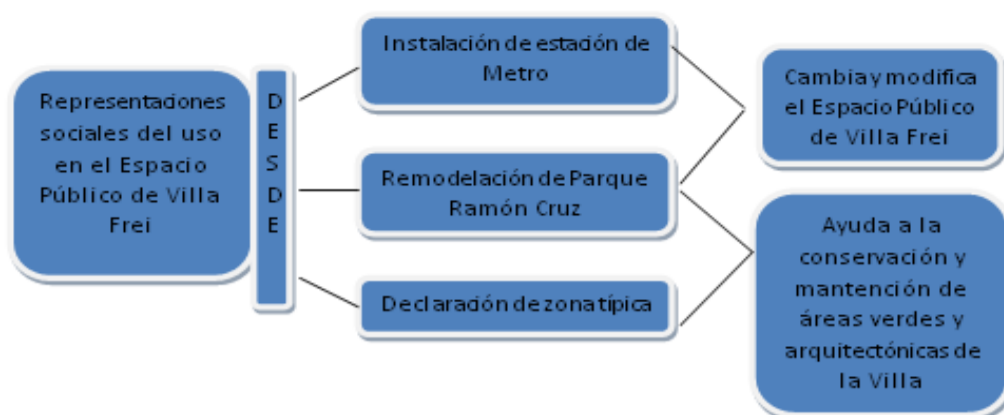 Representaciones
sociales del uso
en el Espacio
Público de Villa
Frei
D
E
S
D
E
Instalación de estación de
Metro
Remodelación de Parque
Ramón Cruz
Declaración de zona típica
Cambia y modifica
el Espacio Público
de Villa Frei
Ayuda a la
conservación y
mantención de
áreas verdes y
arquitectónicas de
la Villa